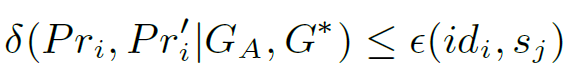 δ(Pr_i, Pr'_i|G_A, G^*) ≤ ϵ(id_i, s_j)